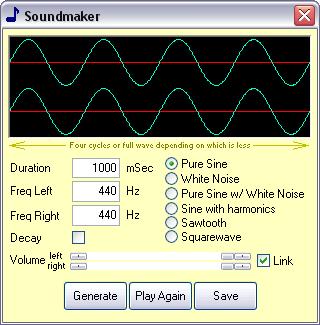 Soundmaker
Four cycles or full wave depending on which is less
Duration 1000 mSec
Freq Left 440 Hz
Freq Right 440 Hz
Decay
Pure Sine
White Noise
Pure Sine w/ White Noise
Sine with harmonics
Sawtooth
Squarewave
Volume left
right
Link
Generate Play Again Save